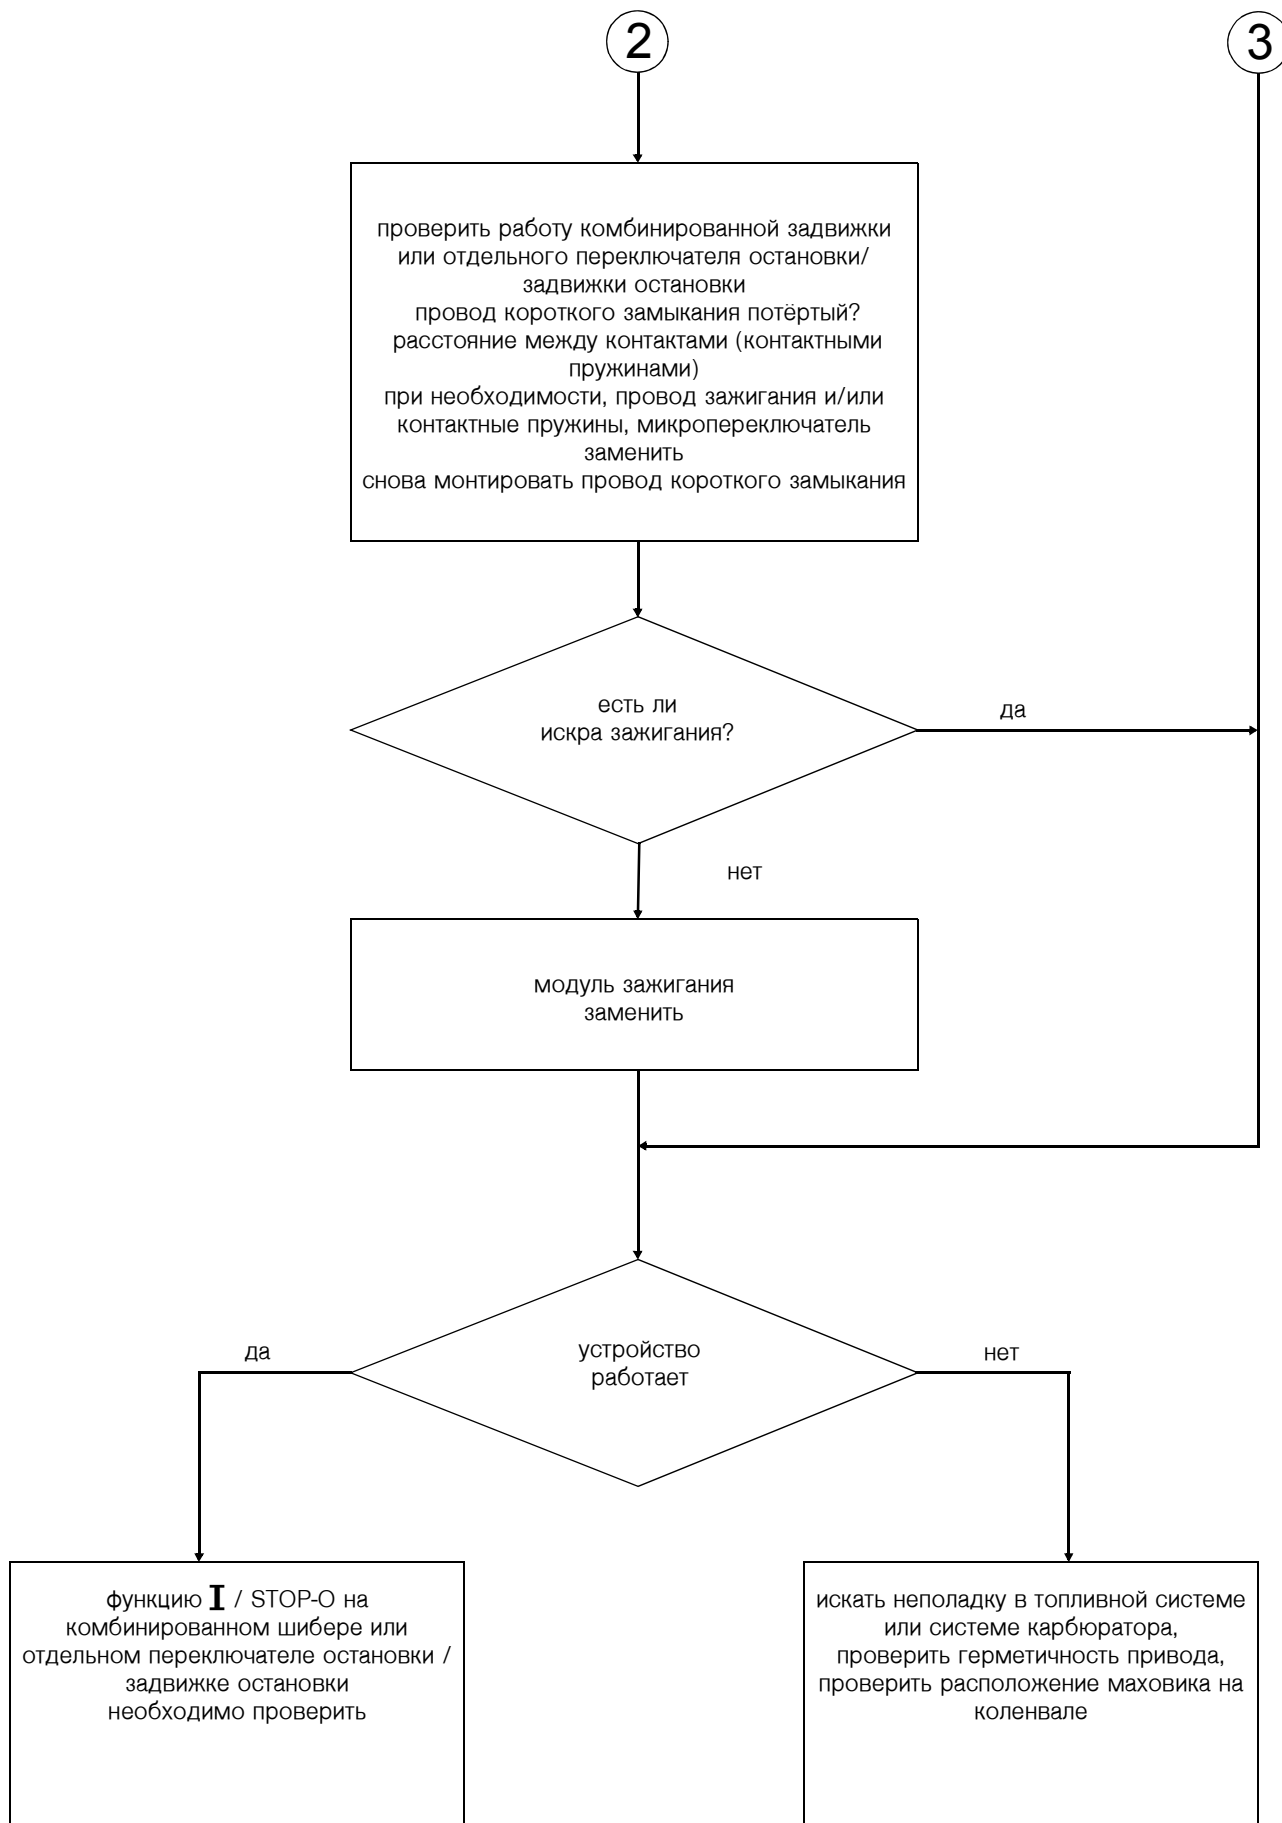 2
3
проверить работу комбинированной задвижки
или отдельного переключателя остановки/
задвижки остановки
провод короткого замыкания потёртый?
расстояние между контактами (контактными
пружинами)
при необходимости, провод зажигания и/или
контактные пружины, микропереключатель
заменить
снова монтировать провод короткого замыкания
есть ли
искра зажигания?
да
нет
модуль зажигания
заменить
да
устройство
работает
нет
функцию I / STOP-O на
комбинированном шибере или
отдельном переключателе остановки /
задвижке остановки
необходимо проверить
искать неполадку в топливной системе
или системе карбюратора,
проверить герметичность привода,
проверить расположение маховика на
коленвале